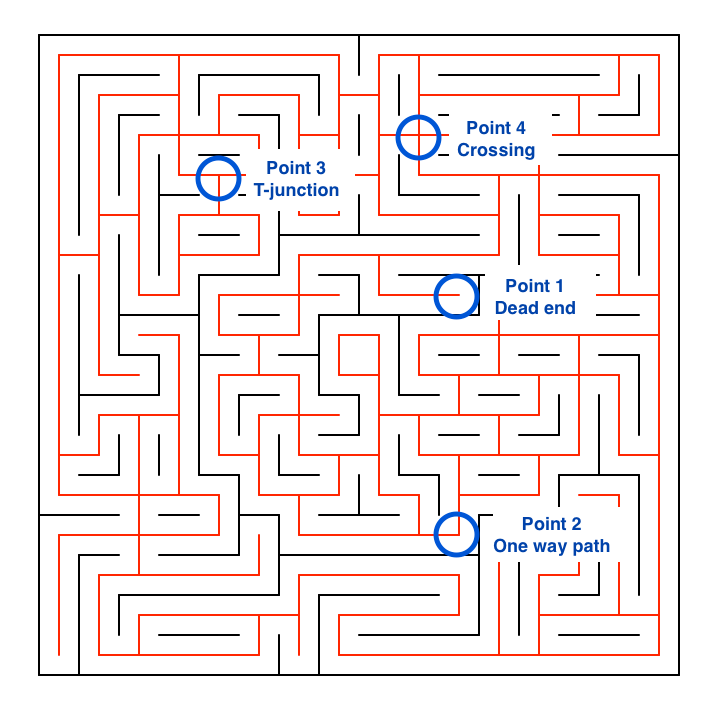 Point 4
Crossing
Point 3
T-junction
Point 1
Dead end
Point 2
One way path